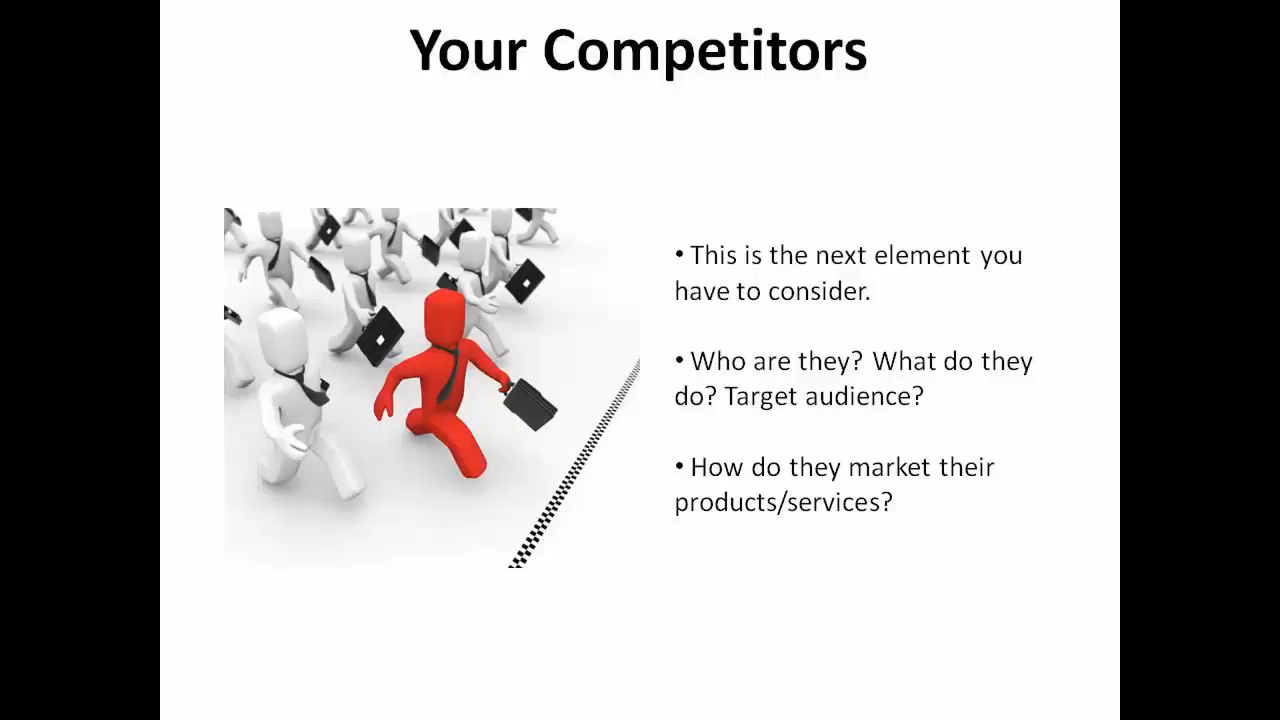 Your Competitors
• This is the next element you
have to consider.
• Who are they? What do they
do? Target audience?
• How do they market their
products/services?